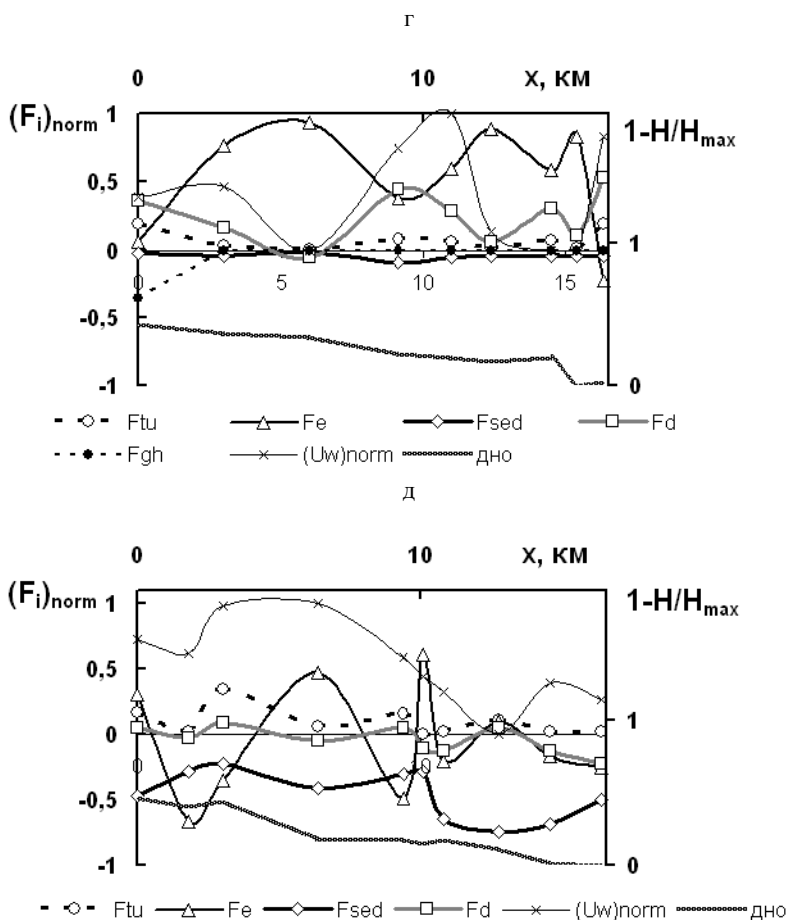 г
0 10 X, КМ
(Fi)norm 1 1-H/Hmax
0,5
0 1
5 10 15
-0,5
-1 0
Ftu Fe Fsed Fd
Fgh (Uw)norm дно
д
0 10 X, КМ
(Fi)norm 1 1-H/Hmax
0,5
1
0
-0,5
-1 0
Ftu Fe Fsed Fd (Uw)norm дно